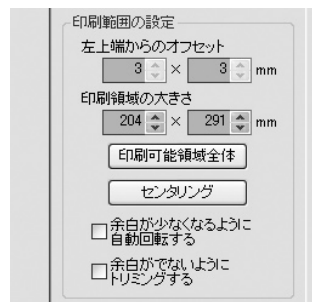 印刷範囲の設定
左上端からのオフセット
3 × 3 mm
印刷領域の大きさ
204 × 291 mm
印刷可能領域全体
センタリング
余白が少なくなるように
自動回転する
余白がでないように
トリミングする